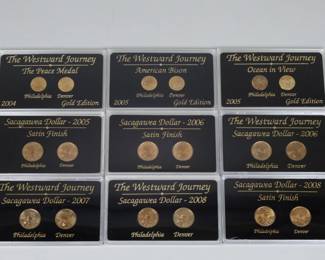 The Westward Journey
The Peace Medal
Philadelphia Denver
2004 Gold Edition
The Westward Journey
American Bison
Philadelphia Denver
2005 Gold Edition
The Westward Journey
Ocean in View
Philadelphia Denver
2005 Gold Edition
Sacagawea Dollar - 2005
Satin Finish
Philadelphia Denver
Sacagawea Dollar - 2006
Satin Finish
Philadelphia Denver
The Westward Journey
Sacagawea Dollar - 2006
Philadelphia Denver
The Westward Journey
Sacagawea Dollar - 2007
Philadelphia Denver
The Westward Journey
Sacagawea Dollar - 2008
Philadelphia Denver
Sacagawea Dollar - 2008
Satin Finish
Philadelphia Denver